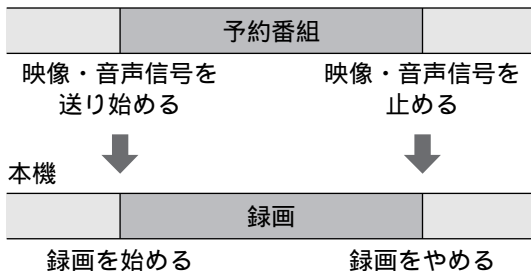 予約番組
映像・音声信号を
送り始める
映像・音声信号を
止める
本機
録画
録画を始める
録画をやめる